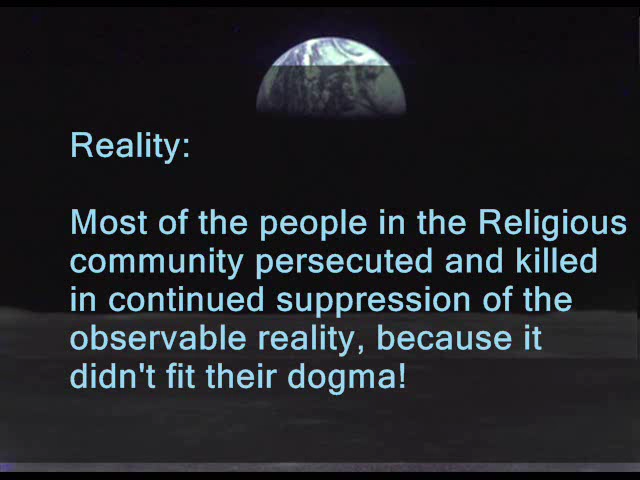 Reality:
Most of the people in the Religious
community persecuted and killed
in continued suppression of the
observable reality, because it
didn't fit their dogma!